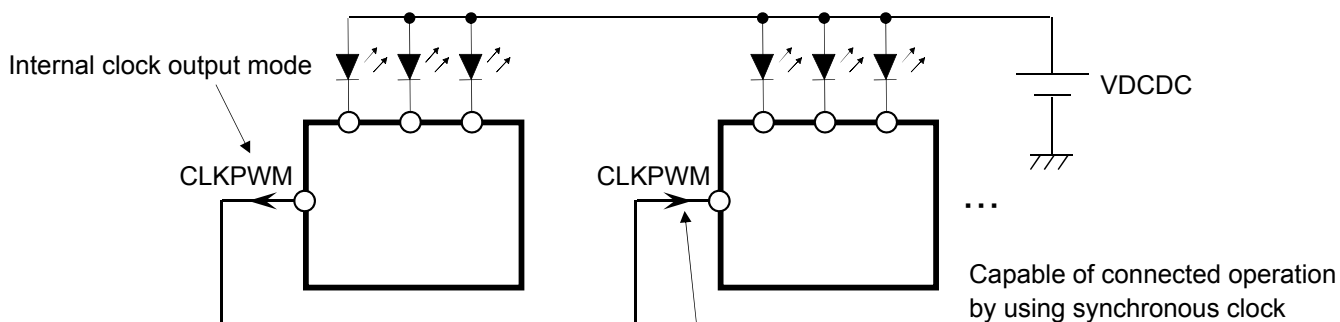 Internal clock output mode
VDCDC
CLKPWM
CLKPWM
...
Capable of connected operation
by using synchronous clock